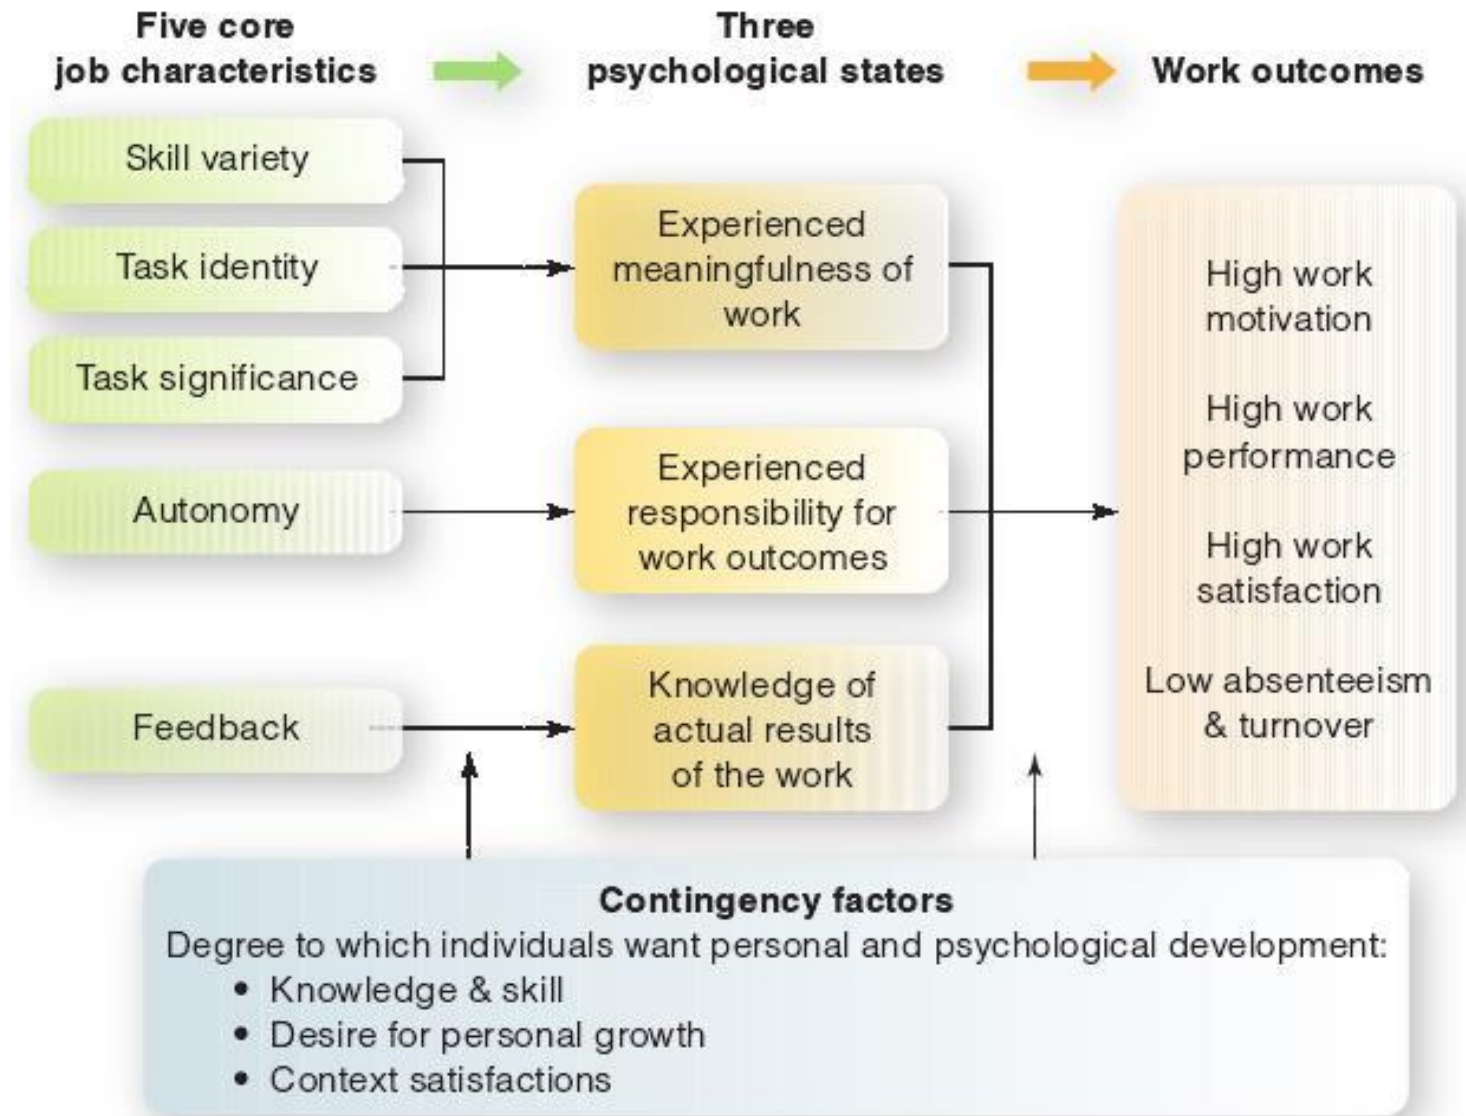 Five core
job characteristics
Three
psychological states
Work outcomes
Skill variety
Task identity
Task significance
Autonomy
Feedback
Experienced
meaningfulness of
work
Experienced
responsibility for
work outcomes
Knowledge of
actual results
of the work
High work
motivation
High work
performance
High work
satisfaction
Low absenteeism
& turnover
Contingency factors
Degree to which individuals want personal and psychological development:
• Knowledge & skill
• Desire for personal growth
• Context satisfactions